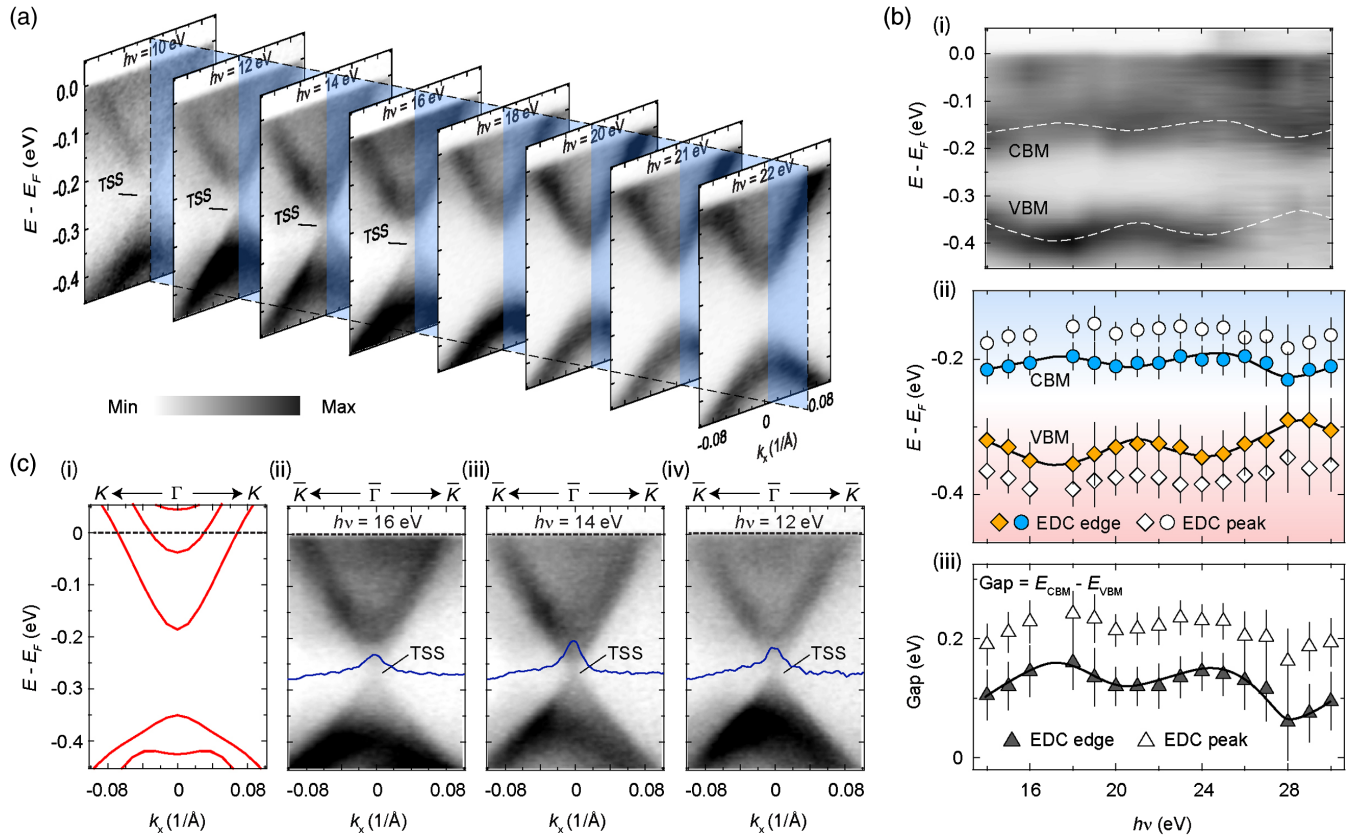 (a)
hν = 10 eV
hν = 12 eV
hν = 14 eV
hν = 16 eV
hν = 18 eV
hν = 20 eV
hν = 21 eV
hν = 22 eV
0.0
-0.1
-0.2
-0.3
-0.4
E - E_F (eV)
TSS
TSS
TSS
TSS
Min
Max
-0.08
0
0.08
k_x (1/Å)
(b)
(i)
0.0
-0.1
-0.2
-0.3
-0.4
E - E_F (eV)
CBM
VBM
(ii)
-0.2
-0.4
E - E_F (eV)
CBM
VBM
EDC edge
EDC peak
(iii)
Gap = E_CBM - E_VBM
0.2
0
Gap (eV)
EDC edge
EDC peak
16
20
24
28
hν (eV)
(c)
(i)
K Γ K
0
-0.1
-0.2
-0.3
-0.4
E - E_F (eV)
-0.08 0 0.08
k_x (1/Å)
(ii)
K̅ Γ̅ K̅
hν = 16 eV
TSS
-0.08 0 0.08
k_x (1/Å)
(iii)
Γ̅ K̅
hν = 14 eV
TSS
-0.08 0 0.08
k_x (1/Å)
(iv)
K̅ Γ̅ K̅
hν = 12 eV
TSS
-0.08 0 0.08
k_x (1/Å)